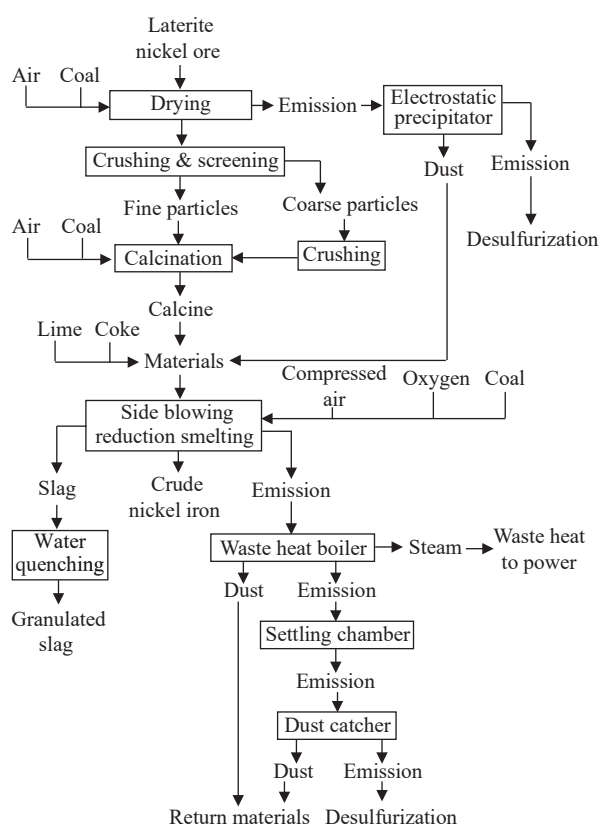 Laterite
nickel ore
Air
Coal
Drying
Emission
Electrostatic
precipitator
Crushing & screening
Dust
Emission
Fine particles
Coarse particles
Air
Coal
Desulfurization
Calcination
Crushing
Calcine
Lime
Coke
Materials
Compressed
air
Oxygen
Coal
Side blowing
reduction smelting
Slag
Crude
nickel iron
Emission
Water
quenching
Waste heat boiler
Steam
Waste heat
to power
Dust
Emission
Granulated
slag
Settling chamber
Emission
Dust catcher
Dust
Emission
Return materials
Desulfurization